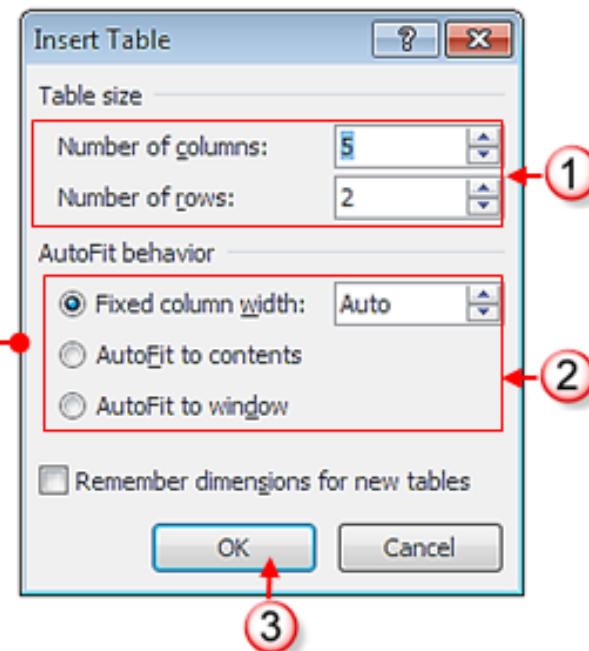 Insert Table
Table size
Number of columns: 5
1
Number of rows: 2
AutoFit behavior
Fixed column width: Auto
AutoFit to contents
2
AutoFit to window
Remember dimensions for new tables
OK Cancel
3